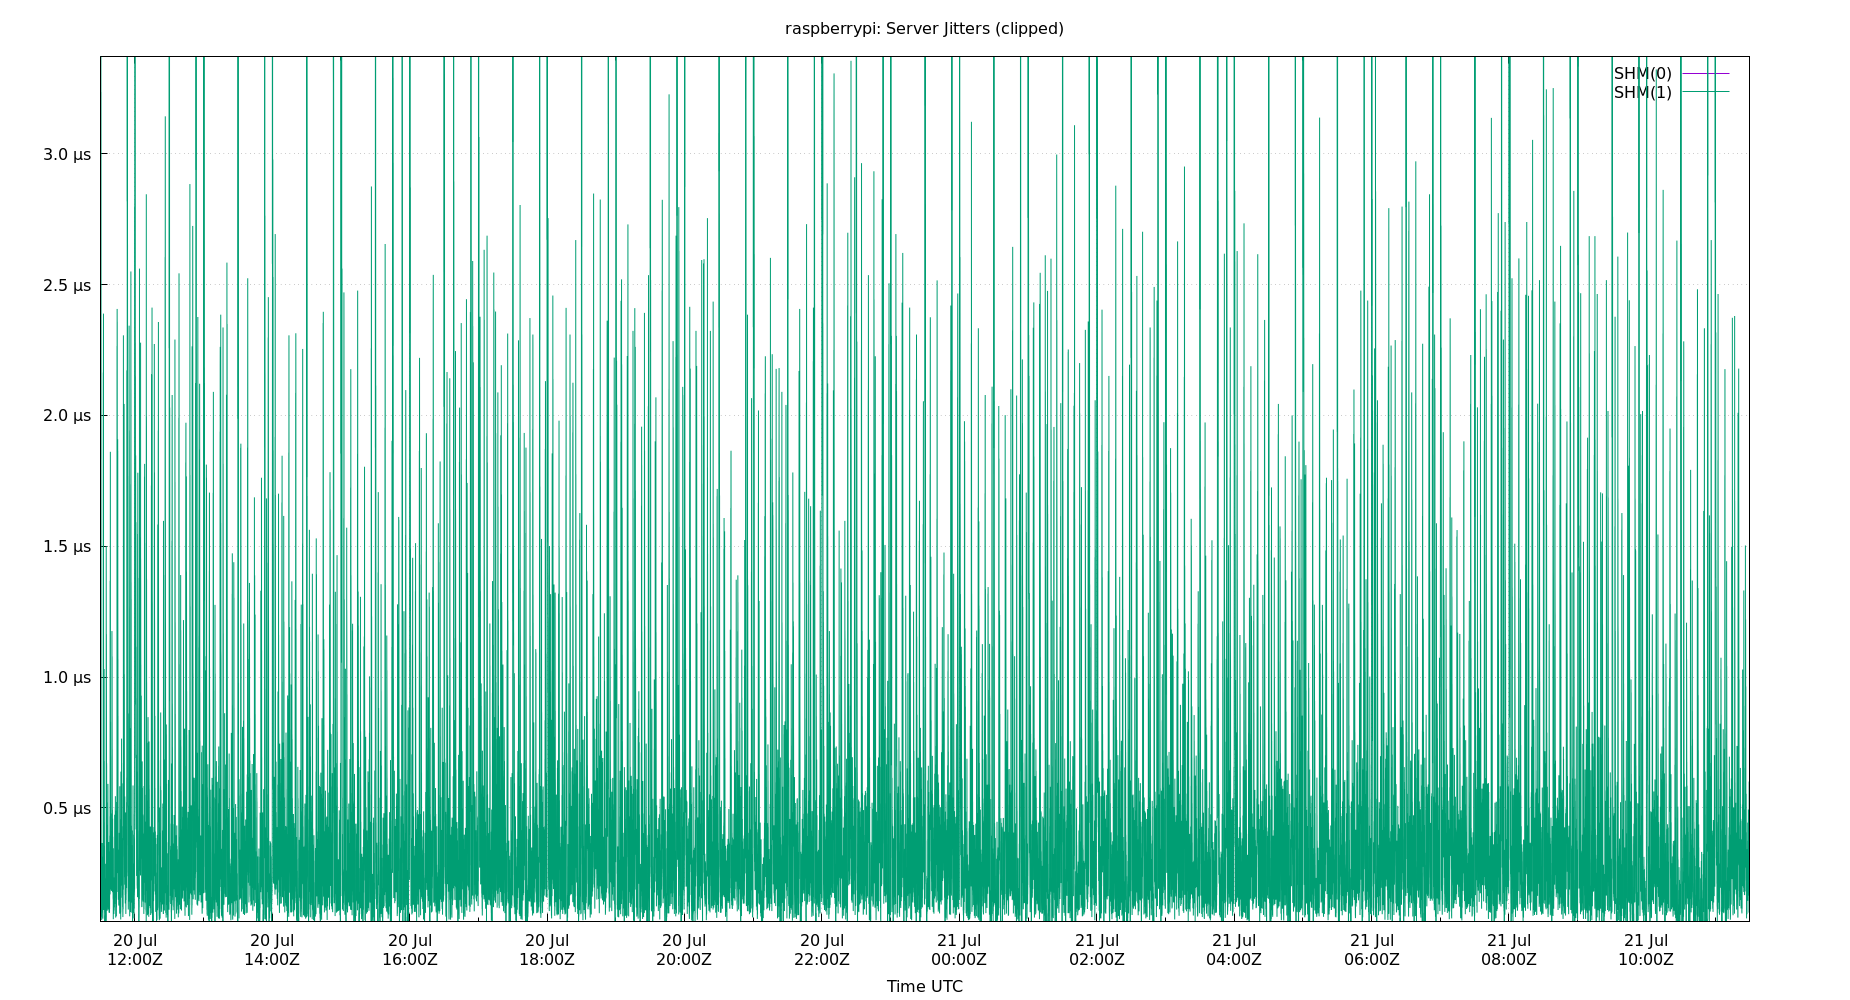 raspberrypi: Server Jitters (clipped)
SHM(0)
SHM(1)
3.0 µs
2.5 µs
2.0 µs
1.5 µs
1.0 µs
0.5 µs
20 Jul 20 Jul 20 Jul 20 Jul 20 Jul 20 Jul 21 Jul 21 Jul 21 Jul 21 Jul 21 Jul 21 Jul
12:00Z 14:00Z 16:00Z 18:00Z 20:00Z 22:00Z 00:00Z 02:00Z 04:00Z 06:00Z 08:00Z 10:00Z
Time UTC